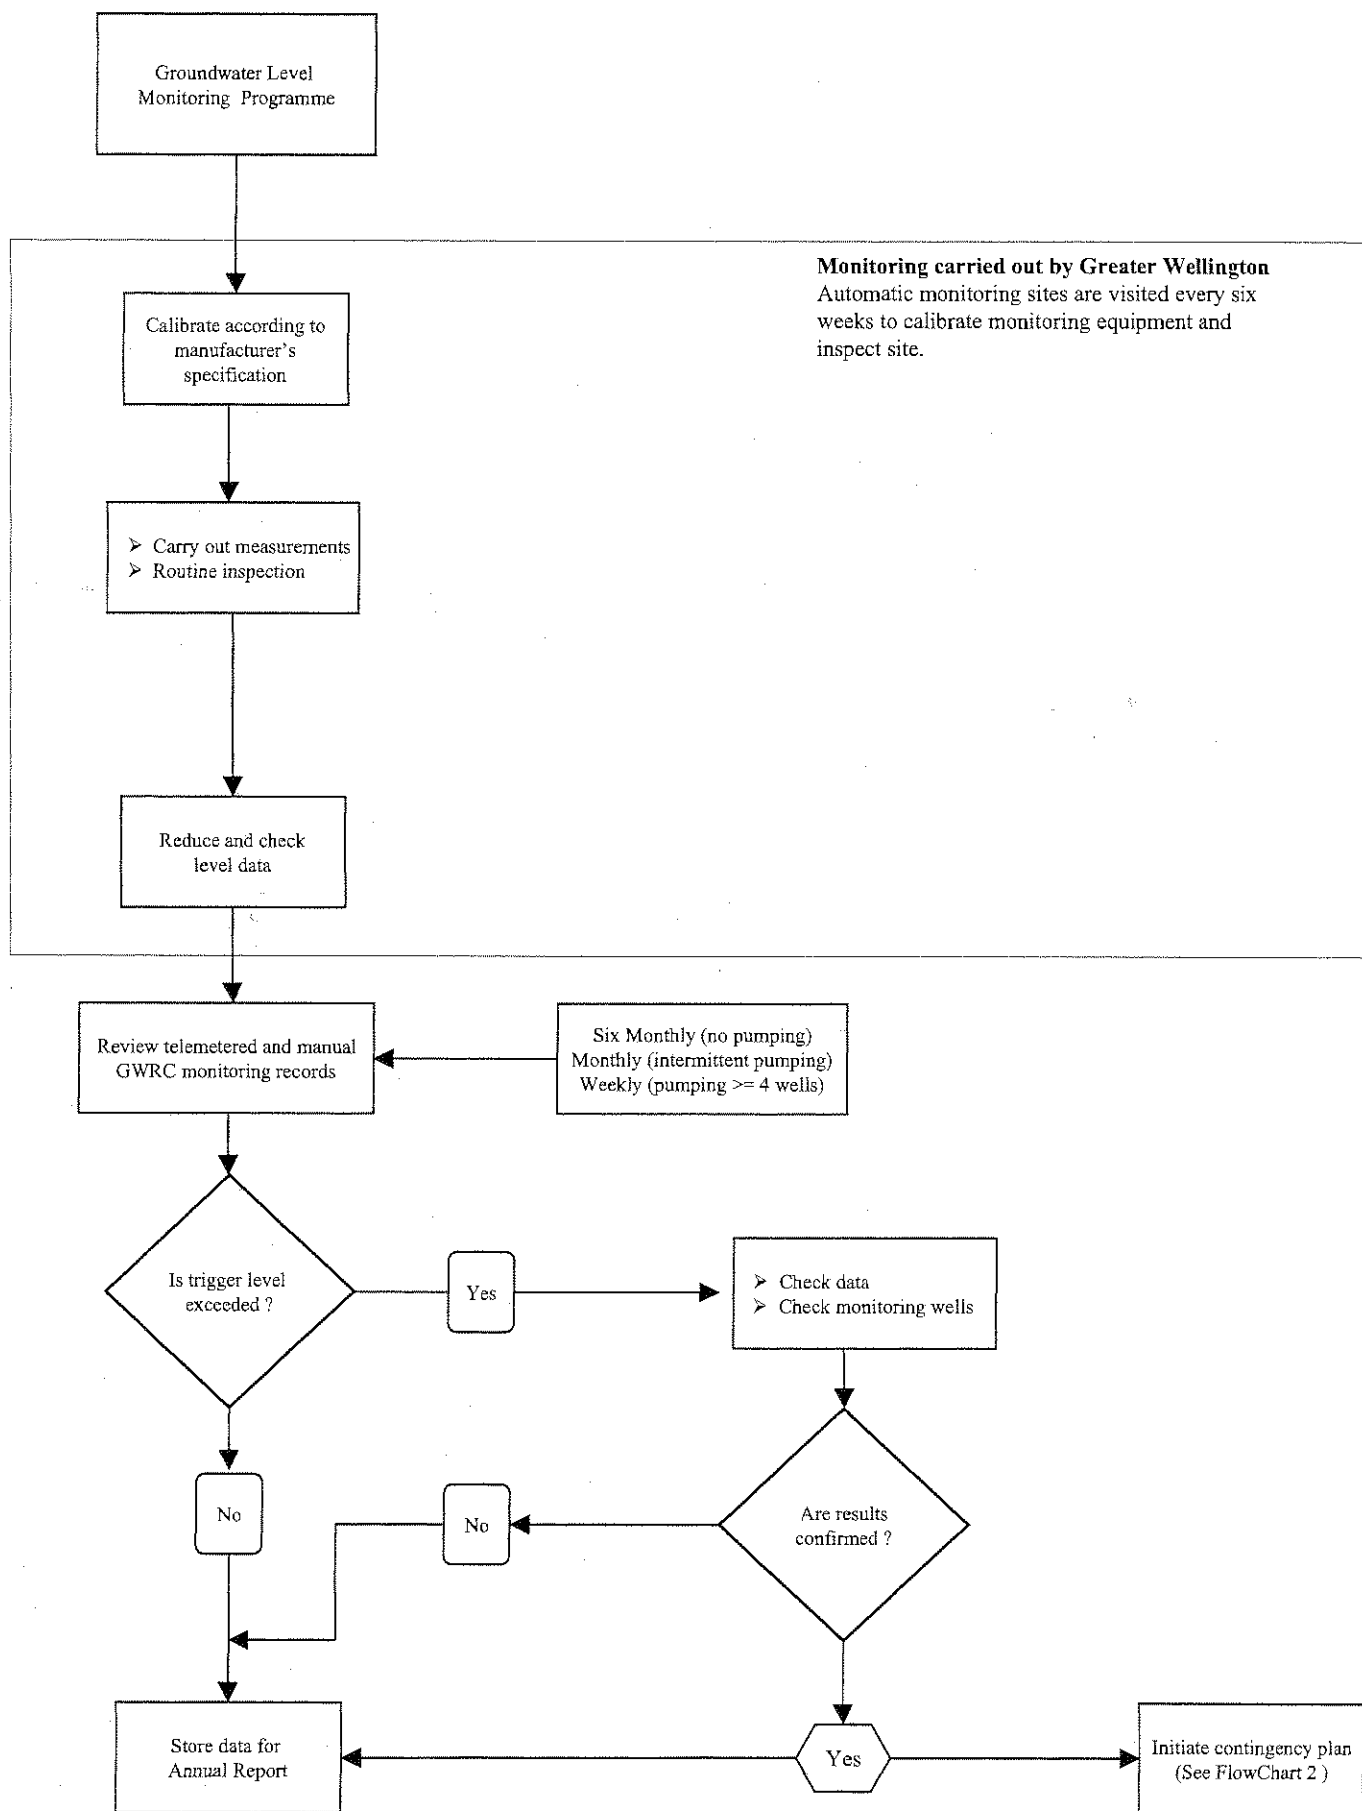 Groundwater Level
Monitoring Programme
Monitoring carried out by Greater Wellington
Automatic monitoring sites are visited every six
weeks to calibrate monitoring equipment and
inspect site.
Calibrate according to
manufacturer's
specification
➢ Carry out measurements
➢ Routine inspection
Reduce and check
level data
Review telemetered and manual
GWRC monitoring records
Six Monthly (no pumping)
Monthly (intermittent pumping)
Weekly (pumping >= 4 wells)
Is trigger level
exceeded ?
Yes
➢ Check data
➢ Check monitoring wells
No
No
Are results
confirmed ?
Store data for
Annual Report
Yes
Initiate contingency plan
(See FlowChart 2 )